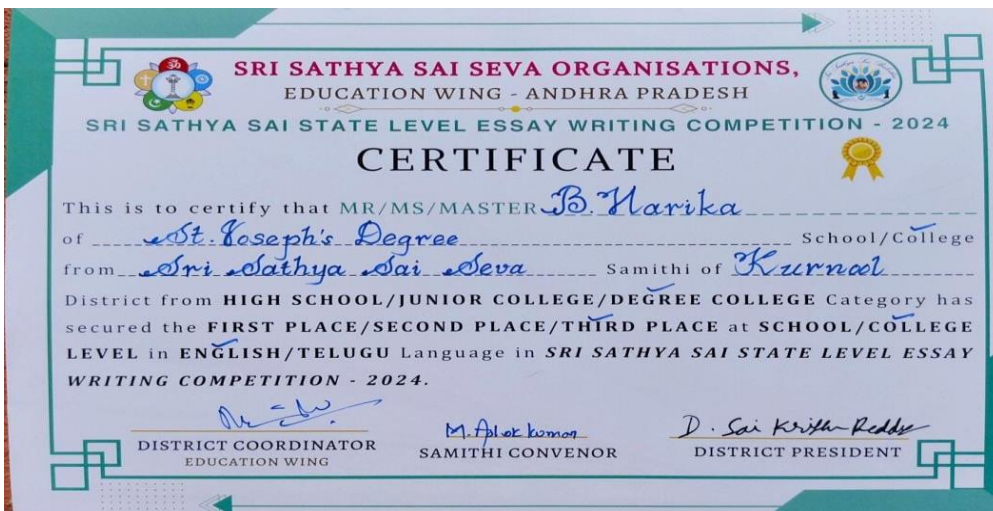 SRI SATHYA SAI SEVA ORGANISATIONS,
EDUCATION WING - ANDHRA PRADESH
SRI SATHYA SAI STATE LEVEL ESSAY WRITING COMPETITION - 2024
CERTIFICATE
This is to certify that MR/MS/MASTER B. Harika
of St. Joseph's Degree School/College
from Sri Sathya Sai Seva Samithi of Kurnool
District from HIGH SCHOOL/JUNIOR COLLEGE/DEGREE COLLEGE Category has
secured the FIRST PLACE/SECOND PLACE/THIRD PLACE at SCHOOL/COLLEGE
LEVEL in ENGLISH/TELUGU Language in SRI SATHYA SAI STATE LEVEL ESSAY
WRITING COMPETITION - 2024.
M. Ashok kumar
D. Sai Reddy
DISTRICT COORDINATOR
SAMITHI CONVENOR
DISTRICT PRESIDENT
EDUCATION WING